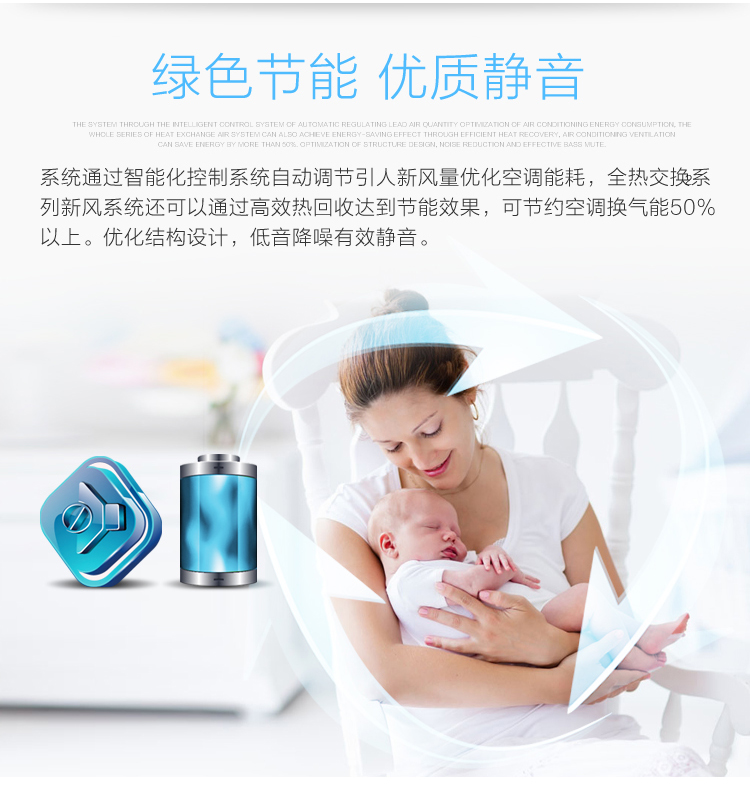 绿色节能 优质静音
THE SYSTEM THROUGH THE INTELLIGENT CONTROL SYSTEM OF AUTOMATIC REGULATING LEAD AIR QUANTITY OPTIMIZATION OF AIR CONDITIONING ENERGY CONSUMPTION, THE
WHOLE SERIES OF HEAT EXCHANGE AIR SYSTEM CAN ALDO ACHIEVE ENERGY-SAVING EFFECT THROUGH EFFICIENT HEAT RECOVERY, AIR CONDITIONING VENTILATION
CAN SAVE ENERGY BY MORE THAN 50%. OPTIMIZATION OF STRUCTURE DESIGN, NOISE REDUCTION AND EFFECTIVE BASS MUTE.
系统通过智能化控制系统自动调节引人新风量优化空调能耗，全热交换系
列新风系统还可以通过高效热回收达到节能效果，可节约空调换气能50%
以上。优化结构设计，低音降噪有效静音。